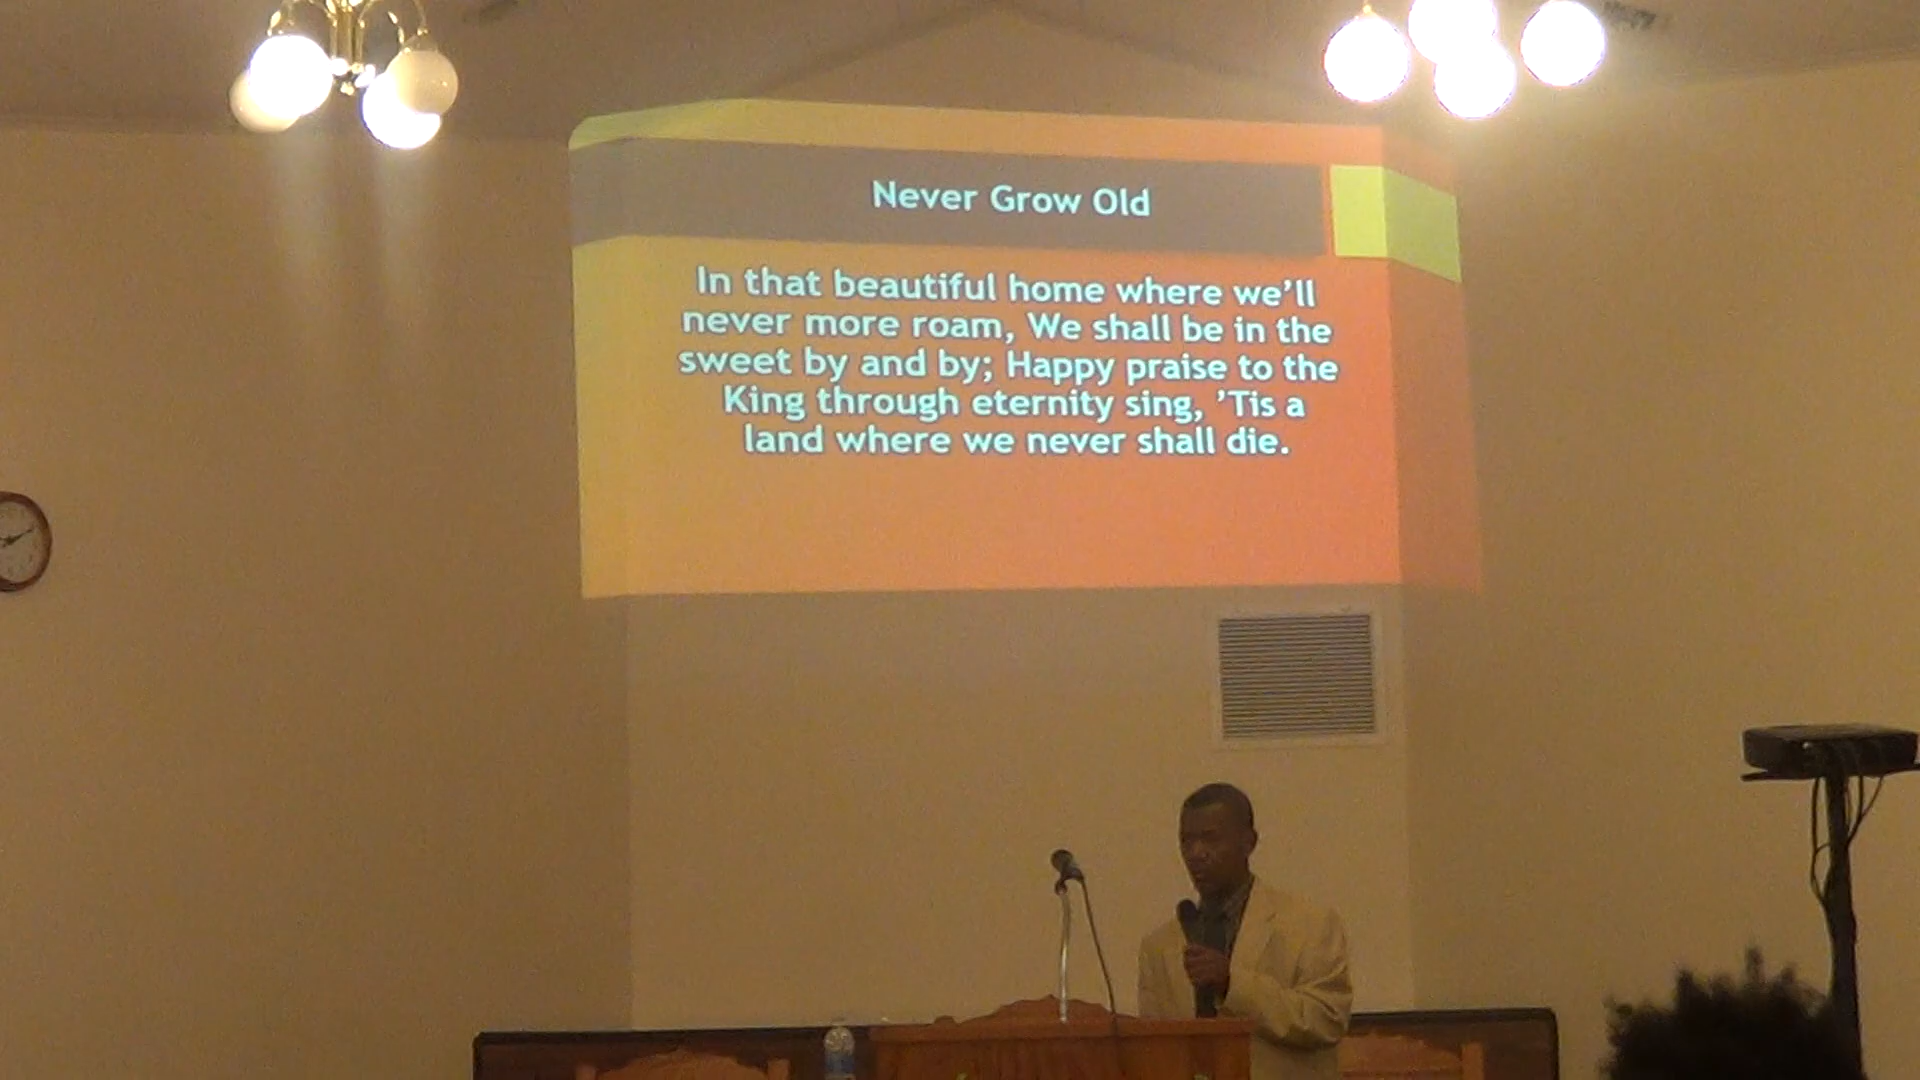 Never Grow Old
In that beautiful home where we’ll
never more roam, We shall be in the
sweet by and by; Happy praise to the
King through eternity sing, ’Tis a
land where we never shall die.